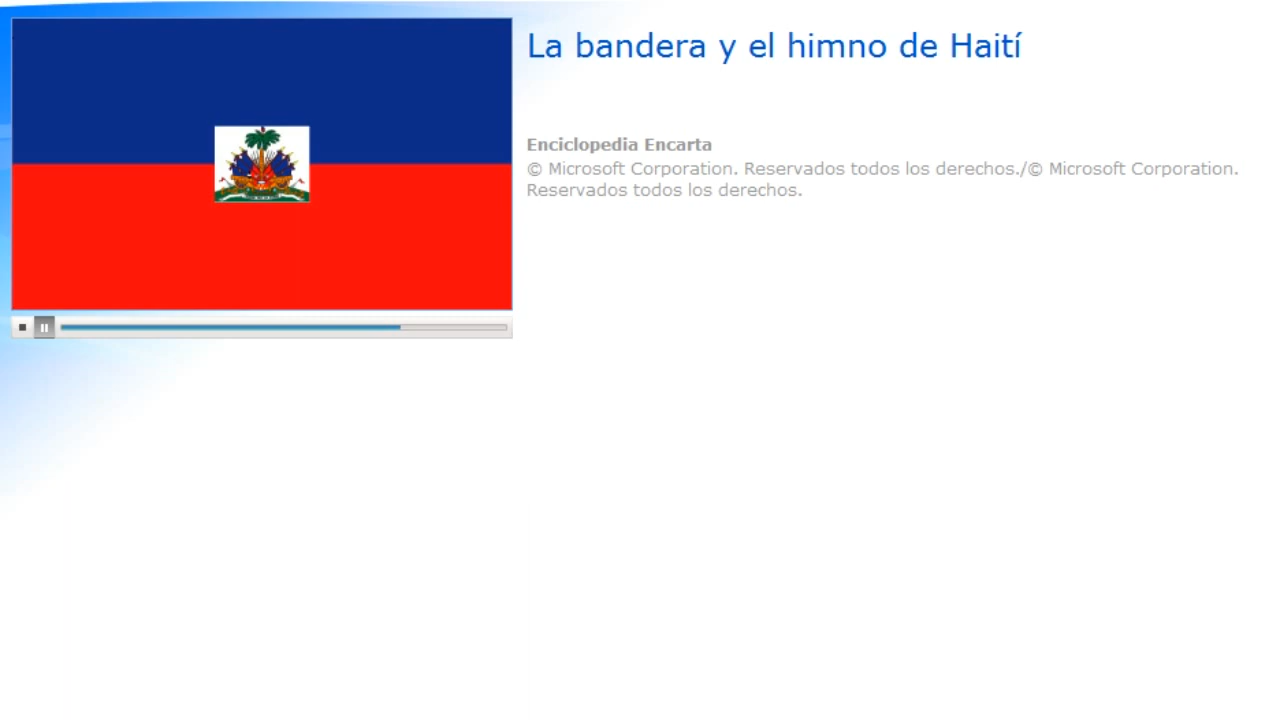 La bandera y el himno de Haití
Enciclopedia Encarta
© Microsoft Corporation. Reservados todos los derechos./© Microsoft Corporation.
Reservados todos los derechos.